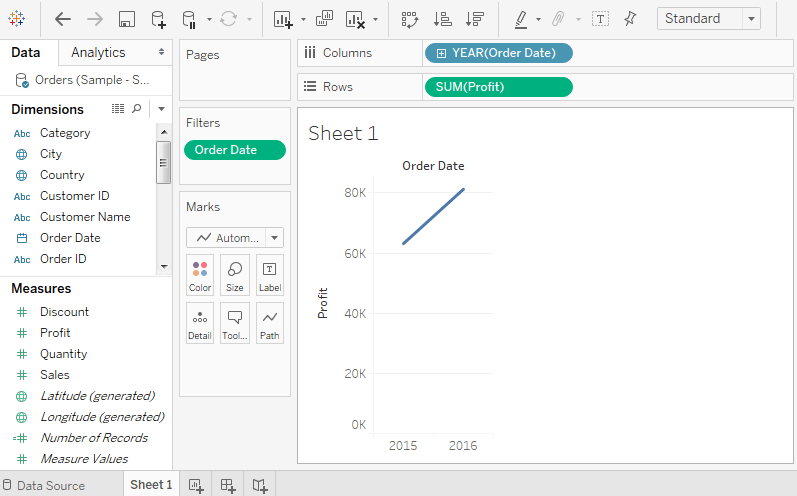 Standard
Data
Analytics
Orders (Sample - S...
Dimensions
Abc Category
City
Country
Abc Customer ID
Abc Customer Name
Order Date
Abc Order ID
Measures
# Discount
# Profit
# Quantity
# Sales
Latitude (generated)
Longitude (generated)
=# Number of Records
# Measure Values
Pages
Filters
Order Date
Marks
Autom...
Color
Size
T
Label
Detail
Tool...
Path
Columns
YEAR(Order Date)
Rows
SUM(Profit)
Sheet 1
Order Date
80K
60K
40K
20K
0K
Profit
2015
2016
Data Source
Sheet 1